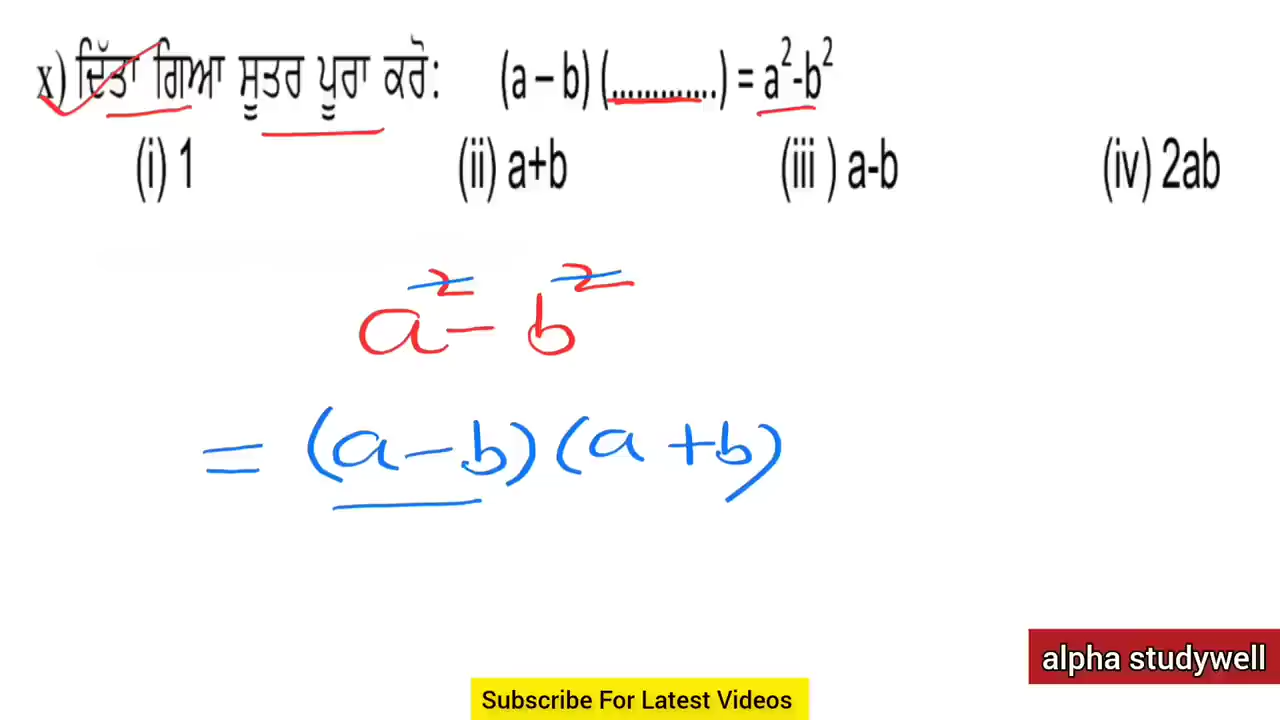 x) ਦਿੱਤਾ ਗਿਆ ਸੂਤਰ ਪੂਰਾ ਕਰੋ: (a – b) (............) = a²-b²
(i) 1 (ii) a+b (iii ) a-b (iv) 2ab
a² - b²
= (a - b) (a + b)
alpha studywell
Subscribe For Latest Videos